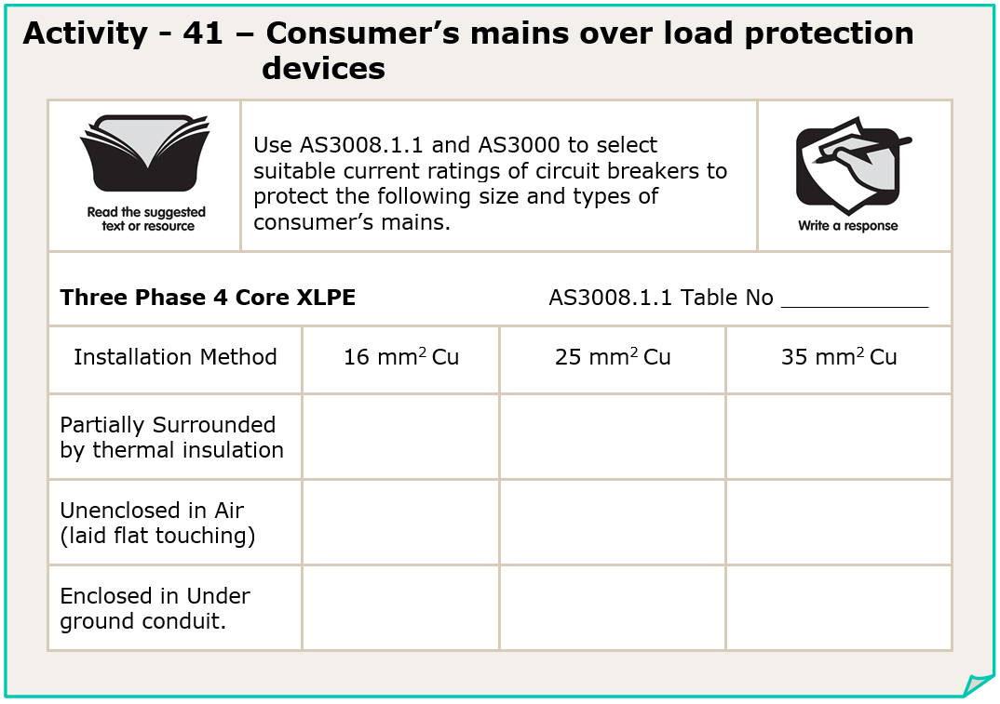 Activity - 41 – Consumer’s mains over load protection
devices
Read the suggested
text or resource
Use AS3008.1.1 and AS3000 to select
suitable current ratings of circuit breakers to
protect the following size and types of
consumer’s mains.
Write a response
Three Phase 4 Core XLPE AS3008.1.1 Table No ____________
Installation Method 16 mm² Cu 25 mm² Cu 35 mm² Cu
Partially Surrounded
by thermal insulation
Unenclosed in Air
(laid flat touching)
Enclosed in Under
ground conduit.